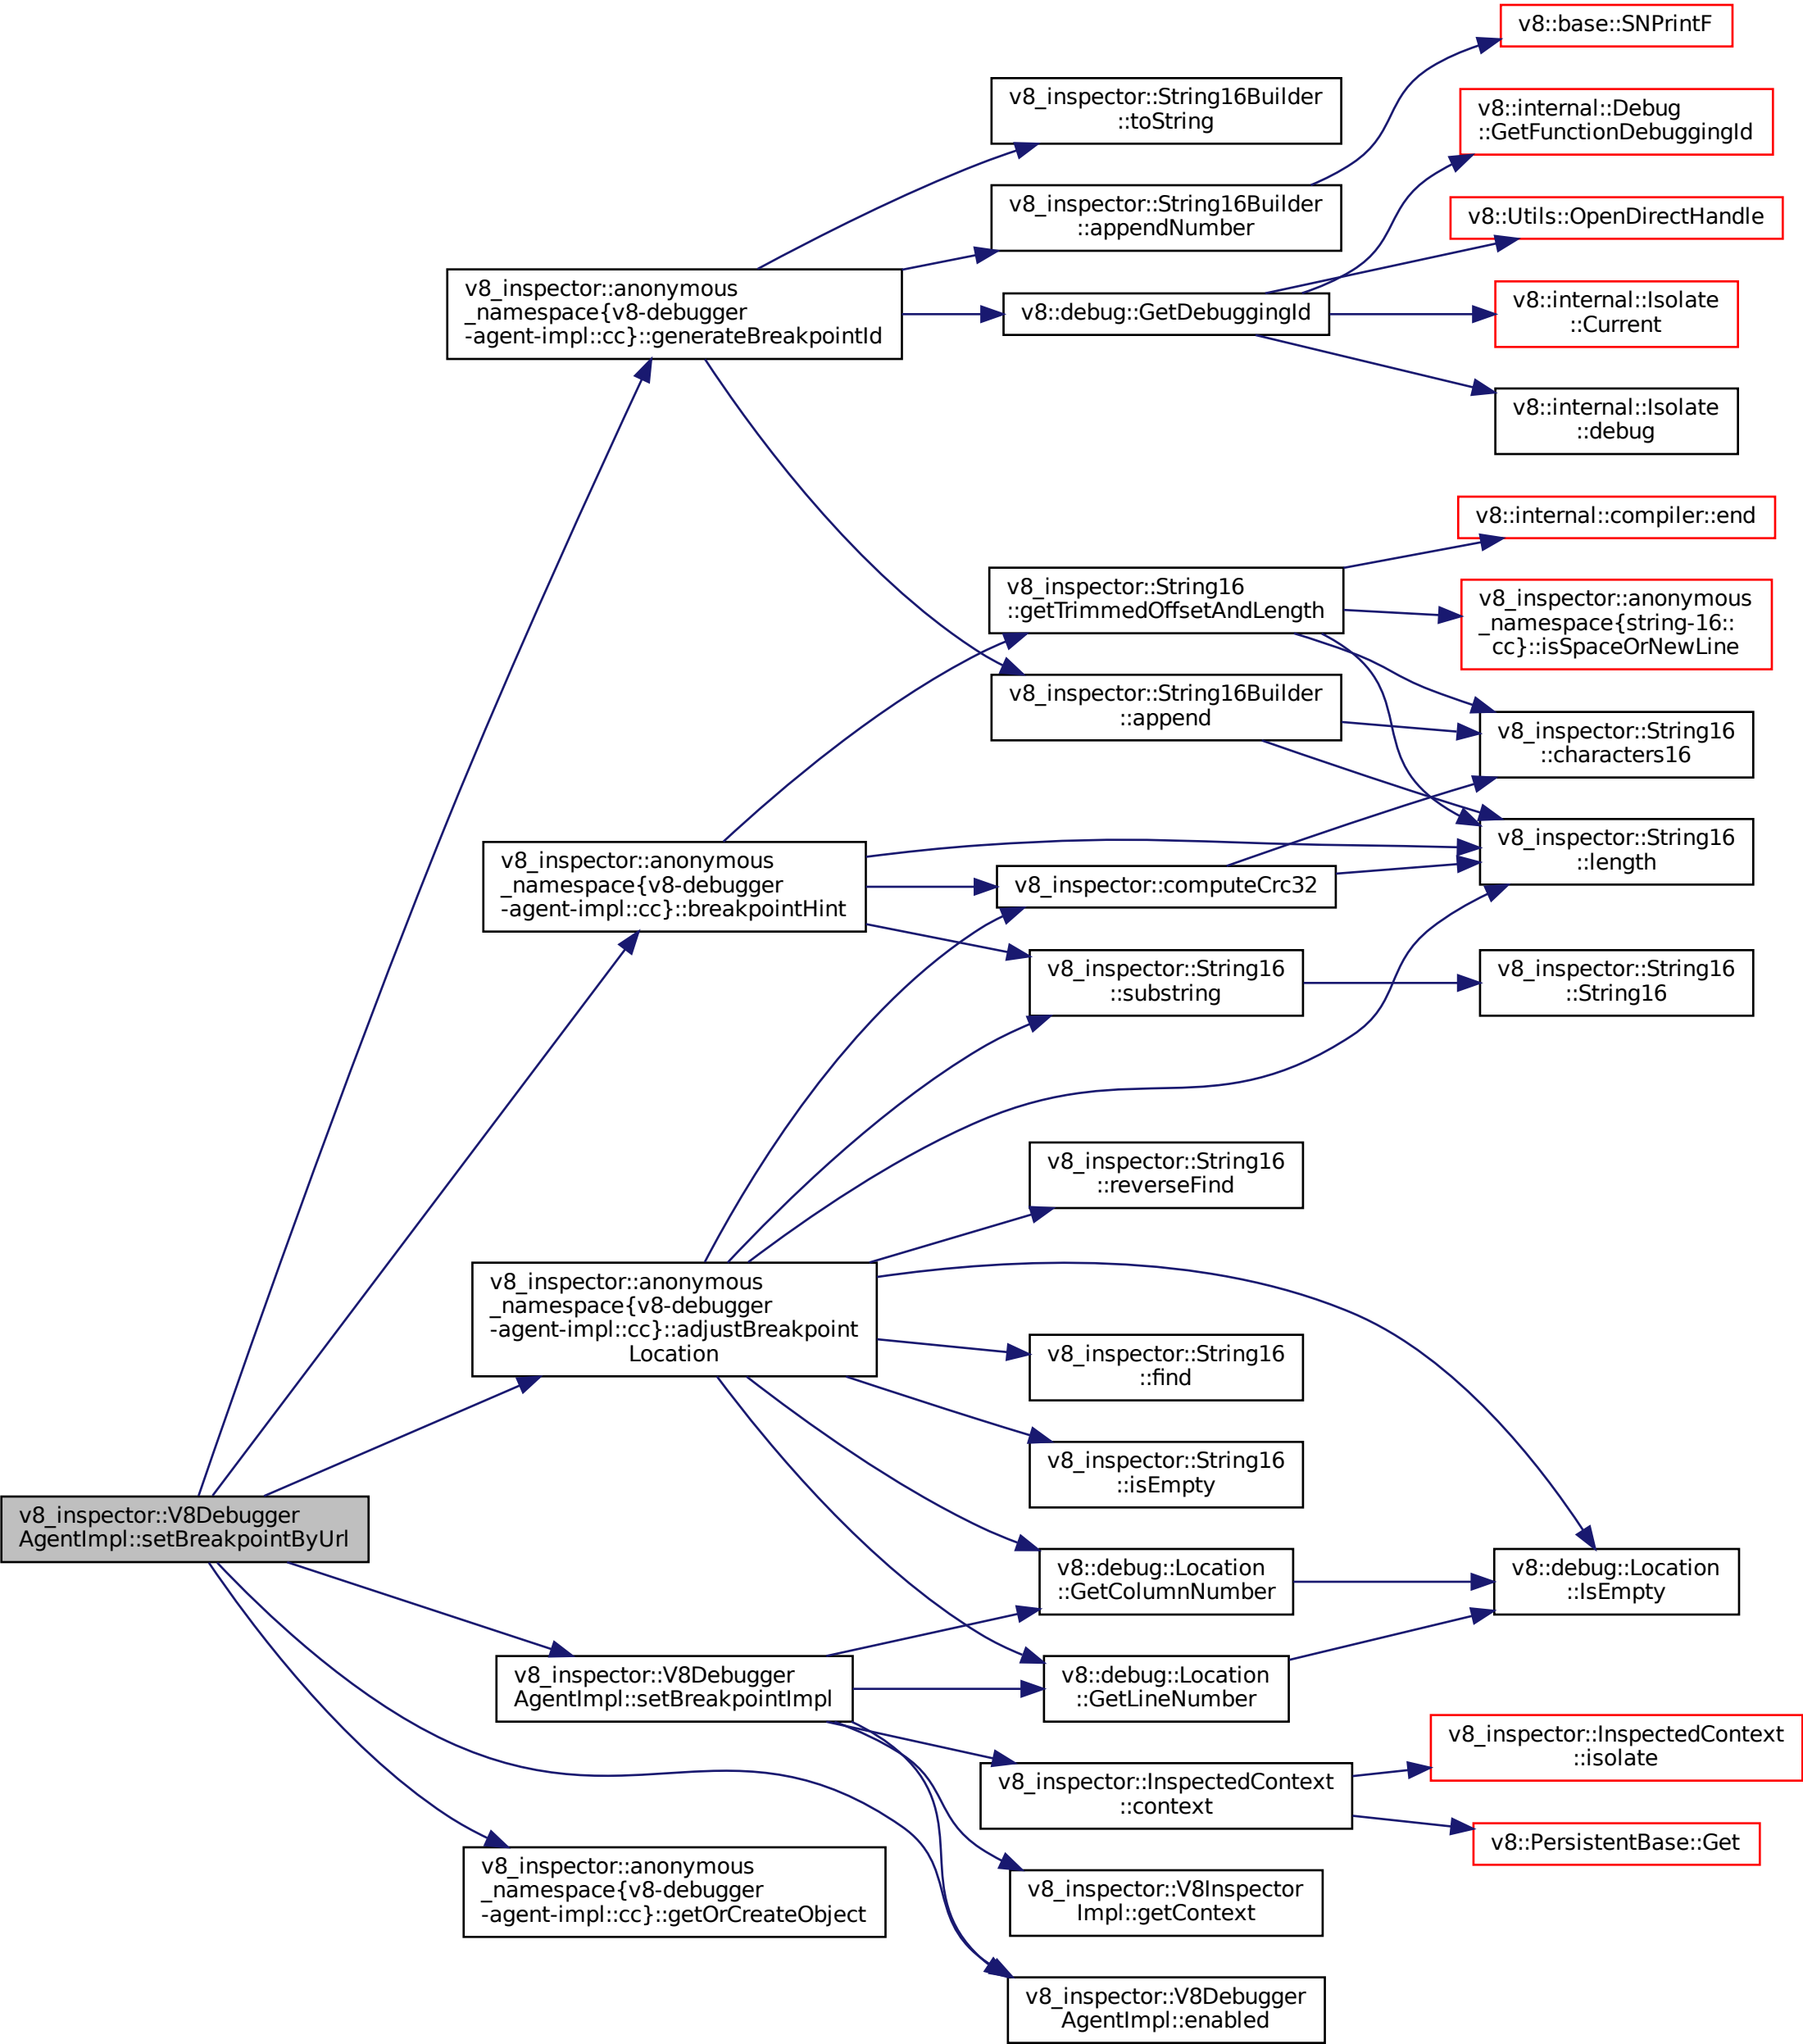 v8::base::SNPrintF
v8_inspector::String16Builder
::toString
v8::internal::Debug
::GetFunctionDebuggingId
v8_inspector::String16Builder
::appendNumber
v8::Utils::OpenDirectHandle
v8_inspector::anonymous
_namespace{v8-debugger
-agent-impl::cc}::generateBreakpointId
v8::debug::GetDebuggingId
v8::internal::Isolate
::Current
v8::internal::Isolate
::debug
v8::internal::compiler::end
v8_inspector::String16
::getTrimmedOffsetAndLength
v8_inspector::anonymous
_namespace{string-16::
cc}::isSpaceOrNewLine
v8_inspector::String16Builder
::append
v8_inspector::String16
::characters16
v8_inspector::anonymous
_namespace{v8-debugger
-agent-impl::cc}::breakpointHint
v8_inspector::computeCrc32
v8_inspector::String16
::length
v8_inspector::String16
::substring
v8_inspector::String16
::String16
v8_inspector::String16
::reverseFind
v8_inspector::anonymous
_namespace{v8-debugger
-agent-impl::cc}::adjustBreakpoint
Location
v8_inspector::String16
::find
v8_inspector::String16
::isEmpty
v8_inspector::V8Debugger
AgentImpl::setBreakpointByUrl
v8::debug::Location
::GetColumnNumber
v8::debug::Location
::IsEmpty
v8_inspector::V8Debugger
AgentImpl::setBreakpointImpl
v8::debug::Location
::GetLineNumber
v8_inspector::InspectedContext
::isolate
v8_inspector::InspectedContext
::context
v8::PersistentBase::Get
v8_inspector::anonymous
_namespace{v8-debugger
-agent-impl::cc}::getOrCreateObject
v8_inspector::V8Inspector
Impl::getContext
v8_inspector::V8Debugger
AgentImpl::enabled